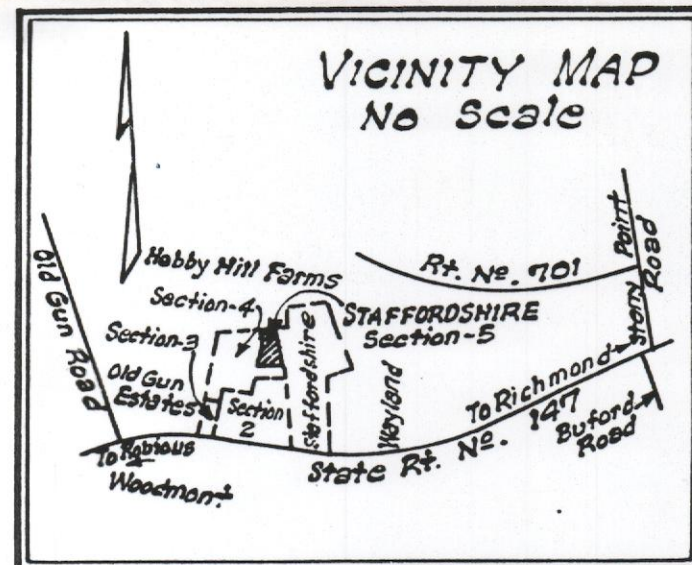 VICINITY MAP
No Scale
Old Gun Road
Hobby Hill Farms
Section-4
Section-3
Old Gun
Estates
Section
2
Staffordshire
STAFFORDSHIRE
Section-5
Rt. No. 701
Stony Point
Road
Wayland
To Richmond
State Rt. No. 147
Buford
Road
To Robious
Woodmont